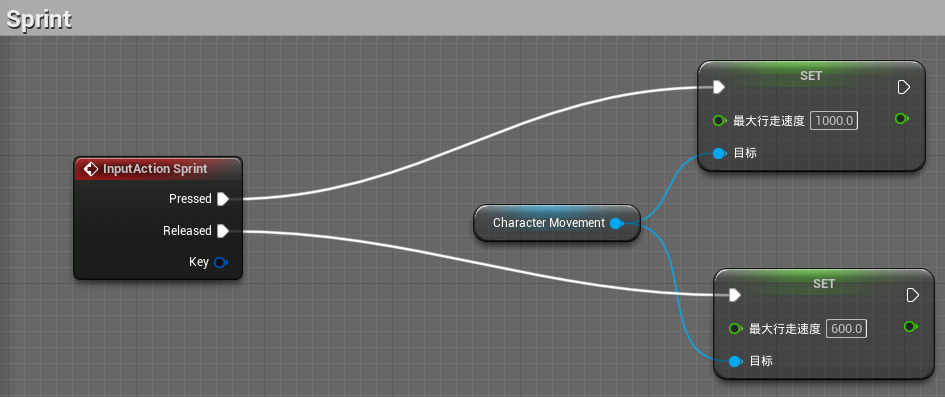 Sprint
SET
最大行走速度 1000.0
目标
InputAction Sprint
Pressed
Released
Key
Character Movement
SET
最大行走速度 600.0
目标